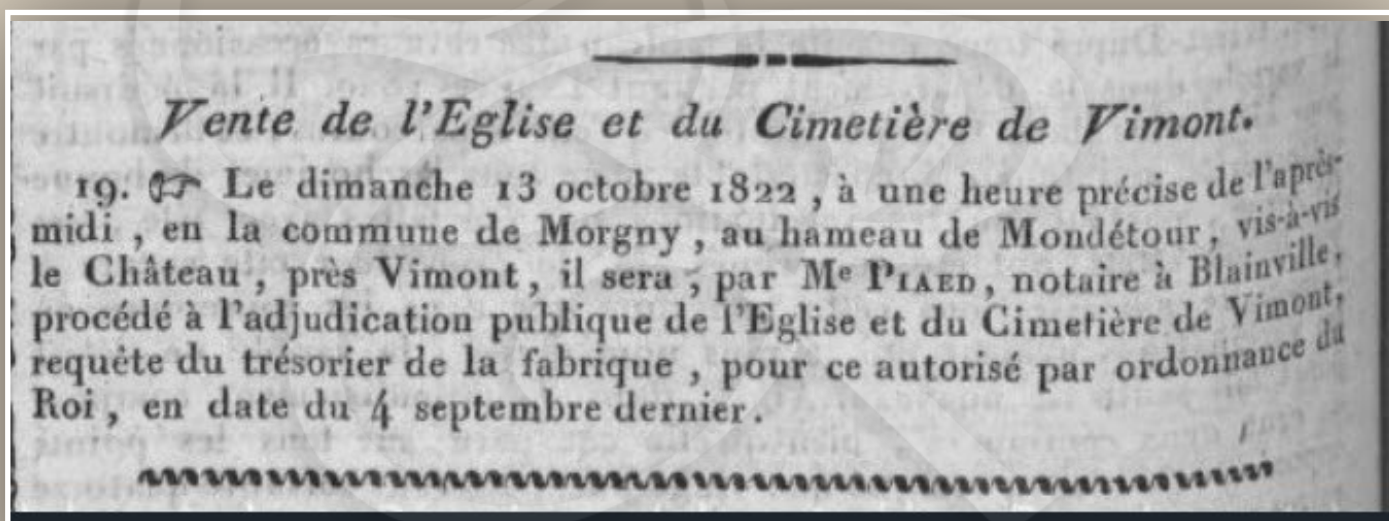 Vente de l'Eglise et du Cimetière de Vimont.
19. ☞ Le dimanche 13 octobre 1822, à une heure précise de l'après-
midi, en la commune de Morgny, au hameau de Mondétour, vis-à-vis
le Château, près Vimont, il sera, par Me PIAED, notaire à Blainville,
procédé à l'adjudication publique de l'Eglise et du Cimetière de Vimont,
requête du trésorier de la fabrique, pour ce autorisé par ordonnance du
Roi, en date du 4 septembre dernier.